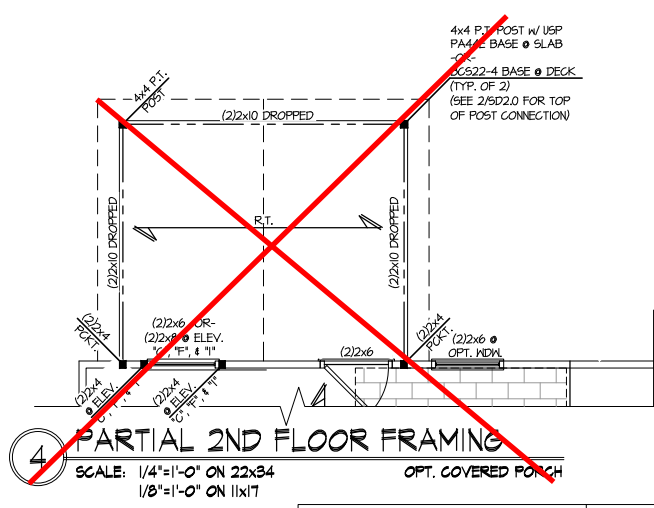 4x4 P.T. POST W/ USP
PA44E BASE @ SLAB
-OR-
BCS22-4 BASE @ DECK
(TYP. OF 2)
(SEE 2/SD2.0 FOR TOP
OF POST CONNECTION)
4x4 P.T.
POST
(2)2x10 DROPPED
R.T.
(2)2x10 DROPPED
(2)2x10 DROPPED
(2)2x4
PCKT.
(2)2x6 -OR-
(2)2x8 @ ELEV.
"C", "F", & "I"
(2)2x6
(2)2x4
PCKT.
(2)2x6 @
OPT. WDW.
(2)2x4
@ ELEV.
(2)2x4
@ ELEV.
"C", "F", & "I"
4
PARTIAL 2ND FLOOR FRAMING
SCALE: 1/4"=1'-0" ON 22x34
OPT. COVERED PORCH
1/8"=1'-0" ON 11x17